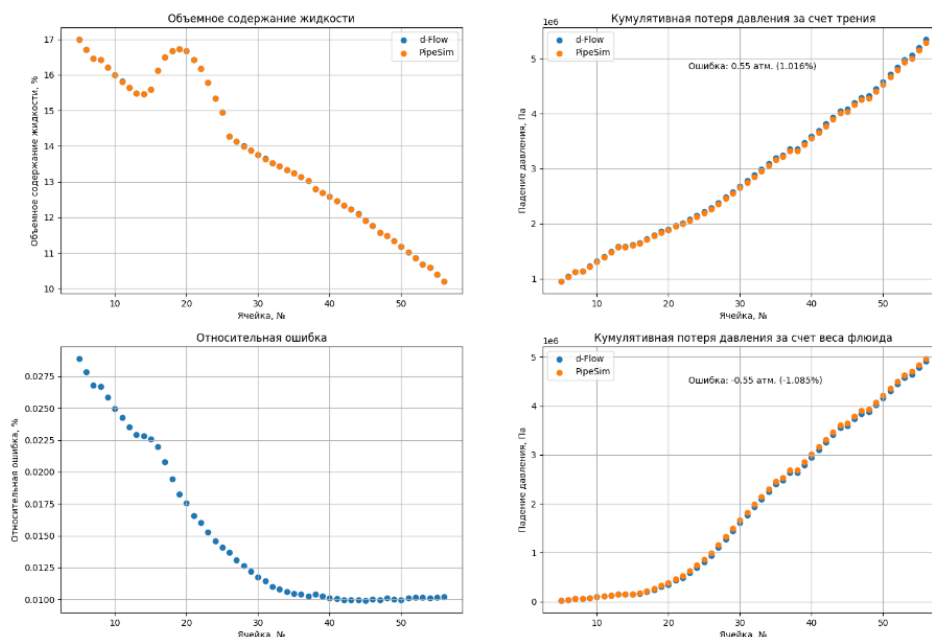 Объемное содержание жидкости
Объемное содержание жидкости, %
17
16
15
14
13
12
11
10
d-Flow
PipeSim
10
20
30
40
50
Ячейка, №
Кумулятивная потеря давления за счет трения
1e6
Падение давления, Па
5
4
3
2
1
d-Flow
PipeSim
Ошибка: 0.55 атм. (1.016%)
10
20
30
40
50
Ячейка, №
Относительная ошибка
Относительная ошибка, %
0.0275
0.0250
0.0225
0.0200
0.0175
0.0150
0.0125
0.0100
10
20
30
40
50
Ячейка, №
Кумулятивная потеря давления за счет веса флюида
1e6
Падение давления, Па
5
4
3
2
1
0
d-Flow
PipeSim
Ошибка: -0.55 атм. (-1.085%)
10
20
30
40
50
Ячейка, №